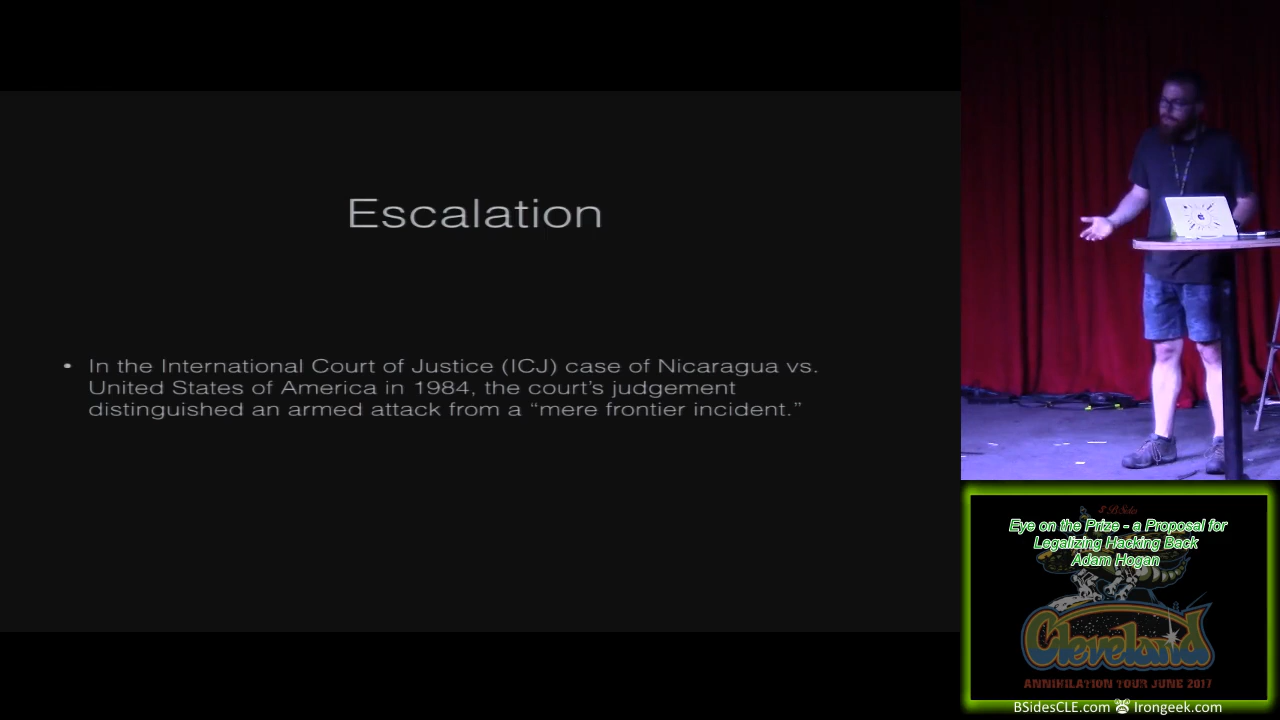 Escalation
• In the International Court of Justice (ICJ) case of Nicaragua vs.
United States of America in 1984, the court's judgement
distinguished an armed attack from a “mere frontier incident.”
BSides
Eye on the Prize - a Proposal for
Legalizing Hacking Back
Adam Hogan
Cleveland
ANNIHILATION TOUR JUNE 2017
BSidesCLE.com Irongeek.com